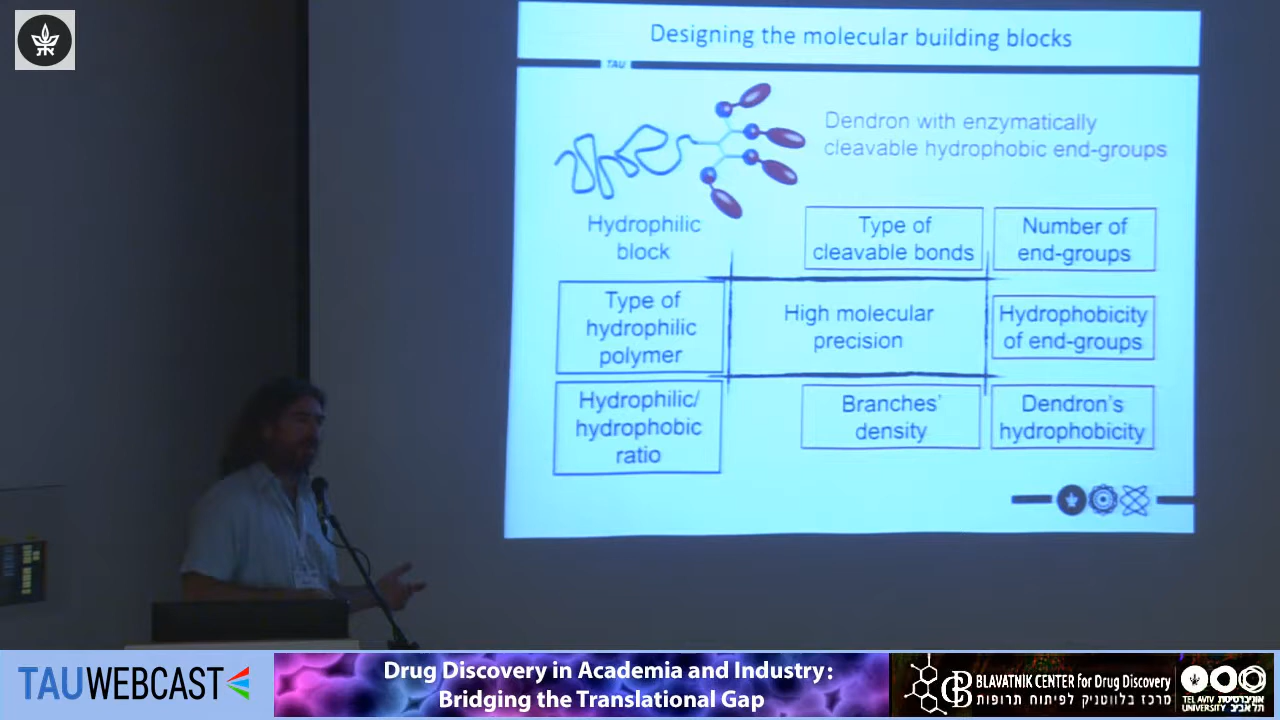 Designing the molecular building blocks
TAU
Dendron with enzymatically
cleavable hydrophobic end-groups
Hydrophilic
block
Type of
cleavable bonds
Number of
end-groups
Type of
hydrophilic
polymer
High molecular
precision
Hydrophobicity
of end-groups
Hydrophilic/
hydrophobic
ratio
Branches'
density
Dendron's
hydrophobicity
TAUWEBCAST
Drug Discovery in Academia and Industry:
Bridging the Translational Gap
BLAVATNIK CENTER for Drug Discovery
מרכז בלווטניק לפיתוח תרופות
TEL AVIV אוניברסיטת
UNIVERSITY תל אביב